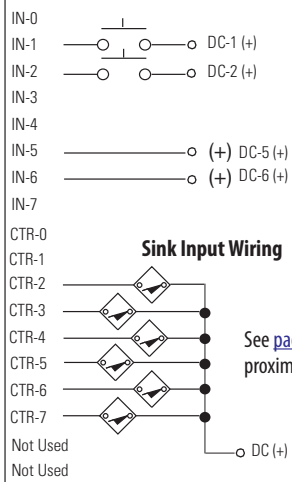 IN-0
IN-1 DC-1 (+)
IN-2 DC-2 (+)
IN-3
IN-4
IN-5 (+) DC-5 (+)
IN-6 (+) DC-6 (+)
IN-7
CTR-0
Sink Input Wiring
CTR-1
CTR-2
CTR-3
CTR-4 See
CTR-5 proxim
CTR-6
CTR-7
Not Used DC (+)
Not Used